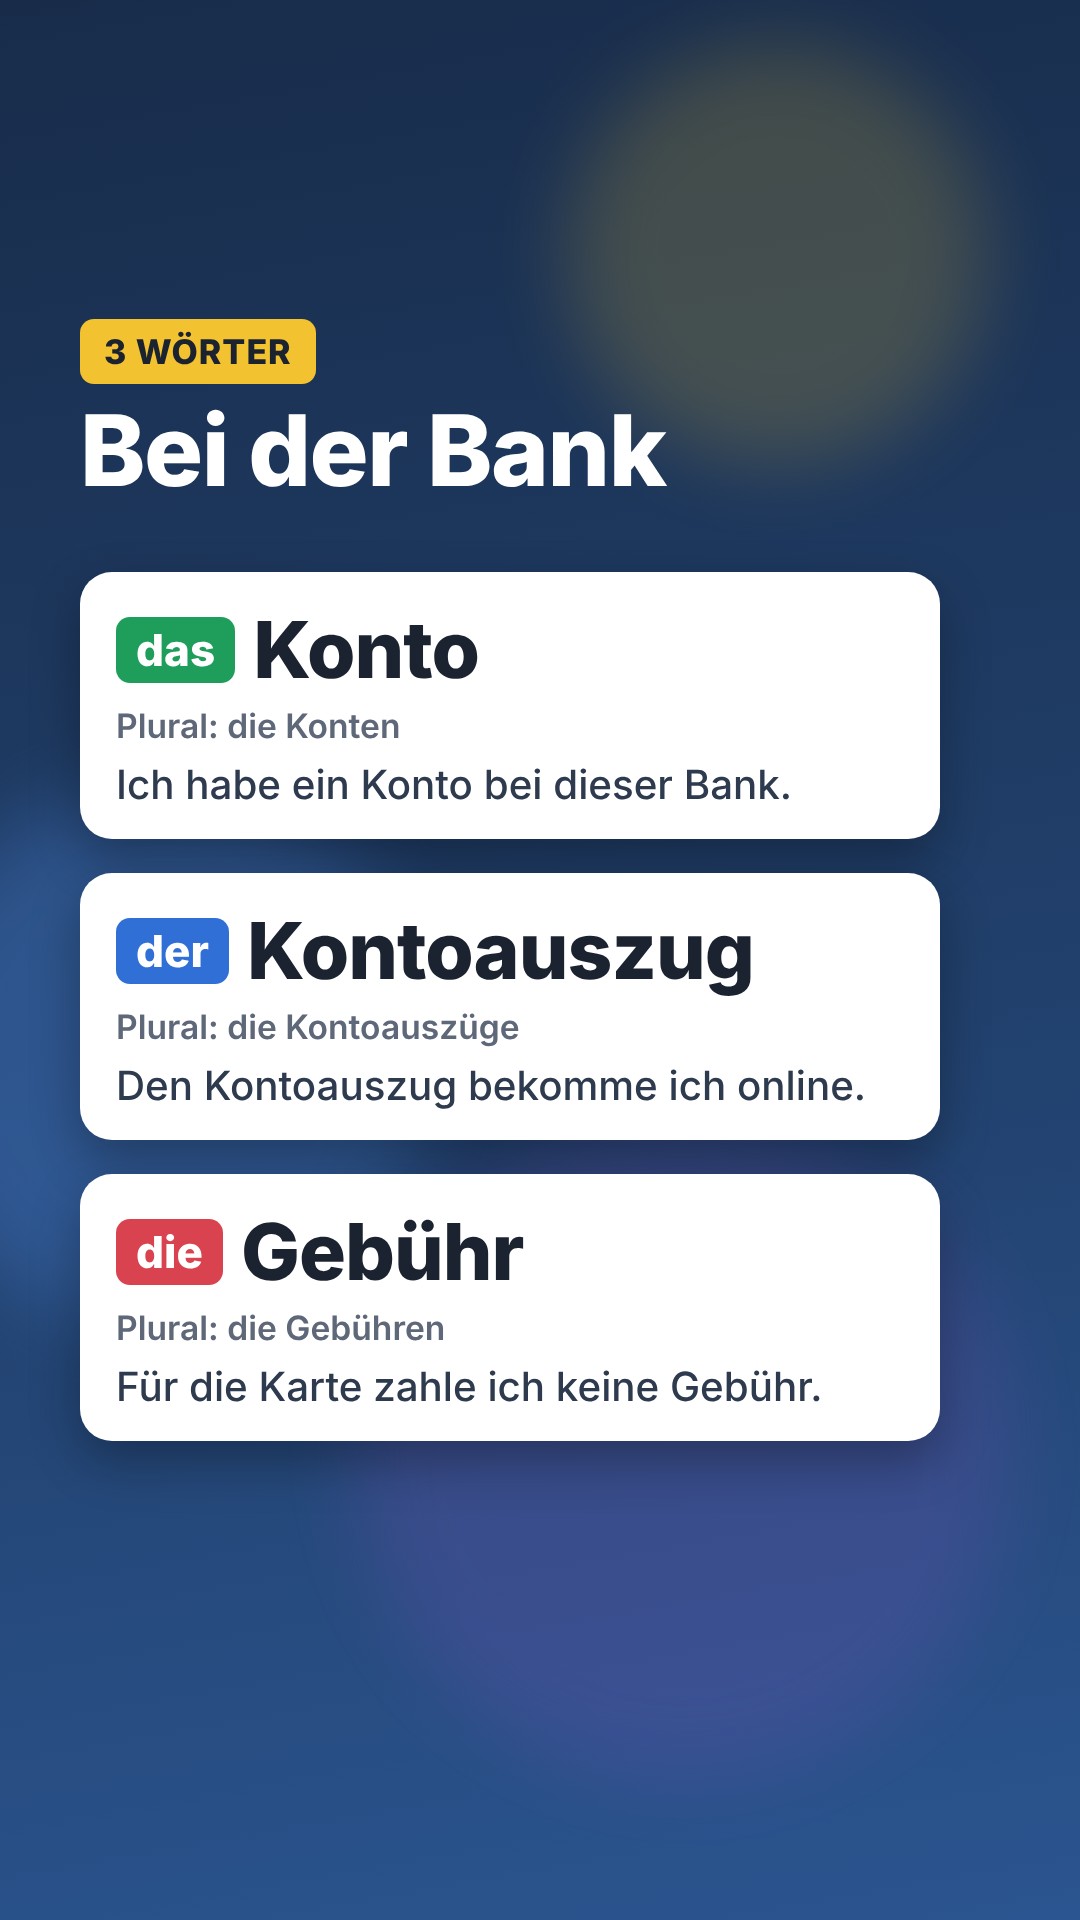 3 WÖRTER
Bei der Bank
das Konto
Plural: die Konten
Ich habe ein Konto bei dieser Bank.
der Kontoauszug
Plural: die Kontoauszüge
Den Kontoauszug bekomme ich online.
die Gebühr
Plural: die Gebühren
Für die Karte zahle ich keine Gebühr.